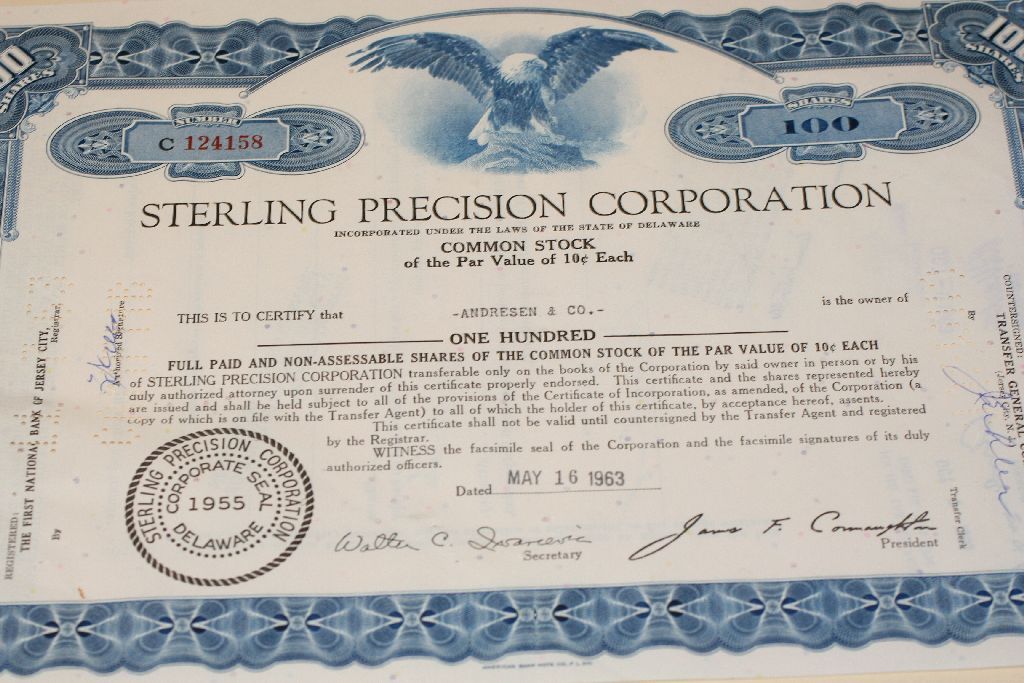 100
SHARES
NUMBER
C 124158
SHARES
100
100
SHARES
STERLING PRECISION CORPORATION
INCORPORATED UNDER THE LAWS OF THE STATE OF DELAWARE
COMMON STOCK
of the Par Value of 10¢ Each
THIS IS TO CERTIFY that -ANDRESEN & CO.- is the owner of
ONE HUNDRED
FULL PAID AND NON-ASSESSABLE SHARES OF THE COMMON STOCK OF THE PAR VALUE OF 10¢ EACH
of STERLING PRECISION CORPORATION transferable only on the books of the Corporation by said owner in person or by his
duly authorized attorney upon surrender of this certificate properly endorsed. This certificate and the shares represented hereby
are issued and shall be held subject to all of the provisions of the Certificate of Incorporation, as amended, of the Corporation (a
copy of which is on file with the Transfer Agent) to all of which the holder of this certificate, by acceptance hereof, assents.
This certificate shall not be valid until countersigned by the Transfer Agent and registered
by the Registrar.
WITNESS the facsimile seal of the Corporation and the facsimile signatures of its duly
authorized officers.
Dated MAY 16 1963
STERLING PRECISION CORPORATION
CORPORATE SEAL
1955
DELAWARE
Walter C.
Secretary
James F. Connaughton
President
REGISTERED:
THE FIRST NATIONAL BANK OF JERSEY CITY,
Registrar,
By
Authorized Signature
COUNTERSIGNED:
TRANSFER GENERAL
By
Transfer Clerk